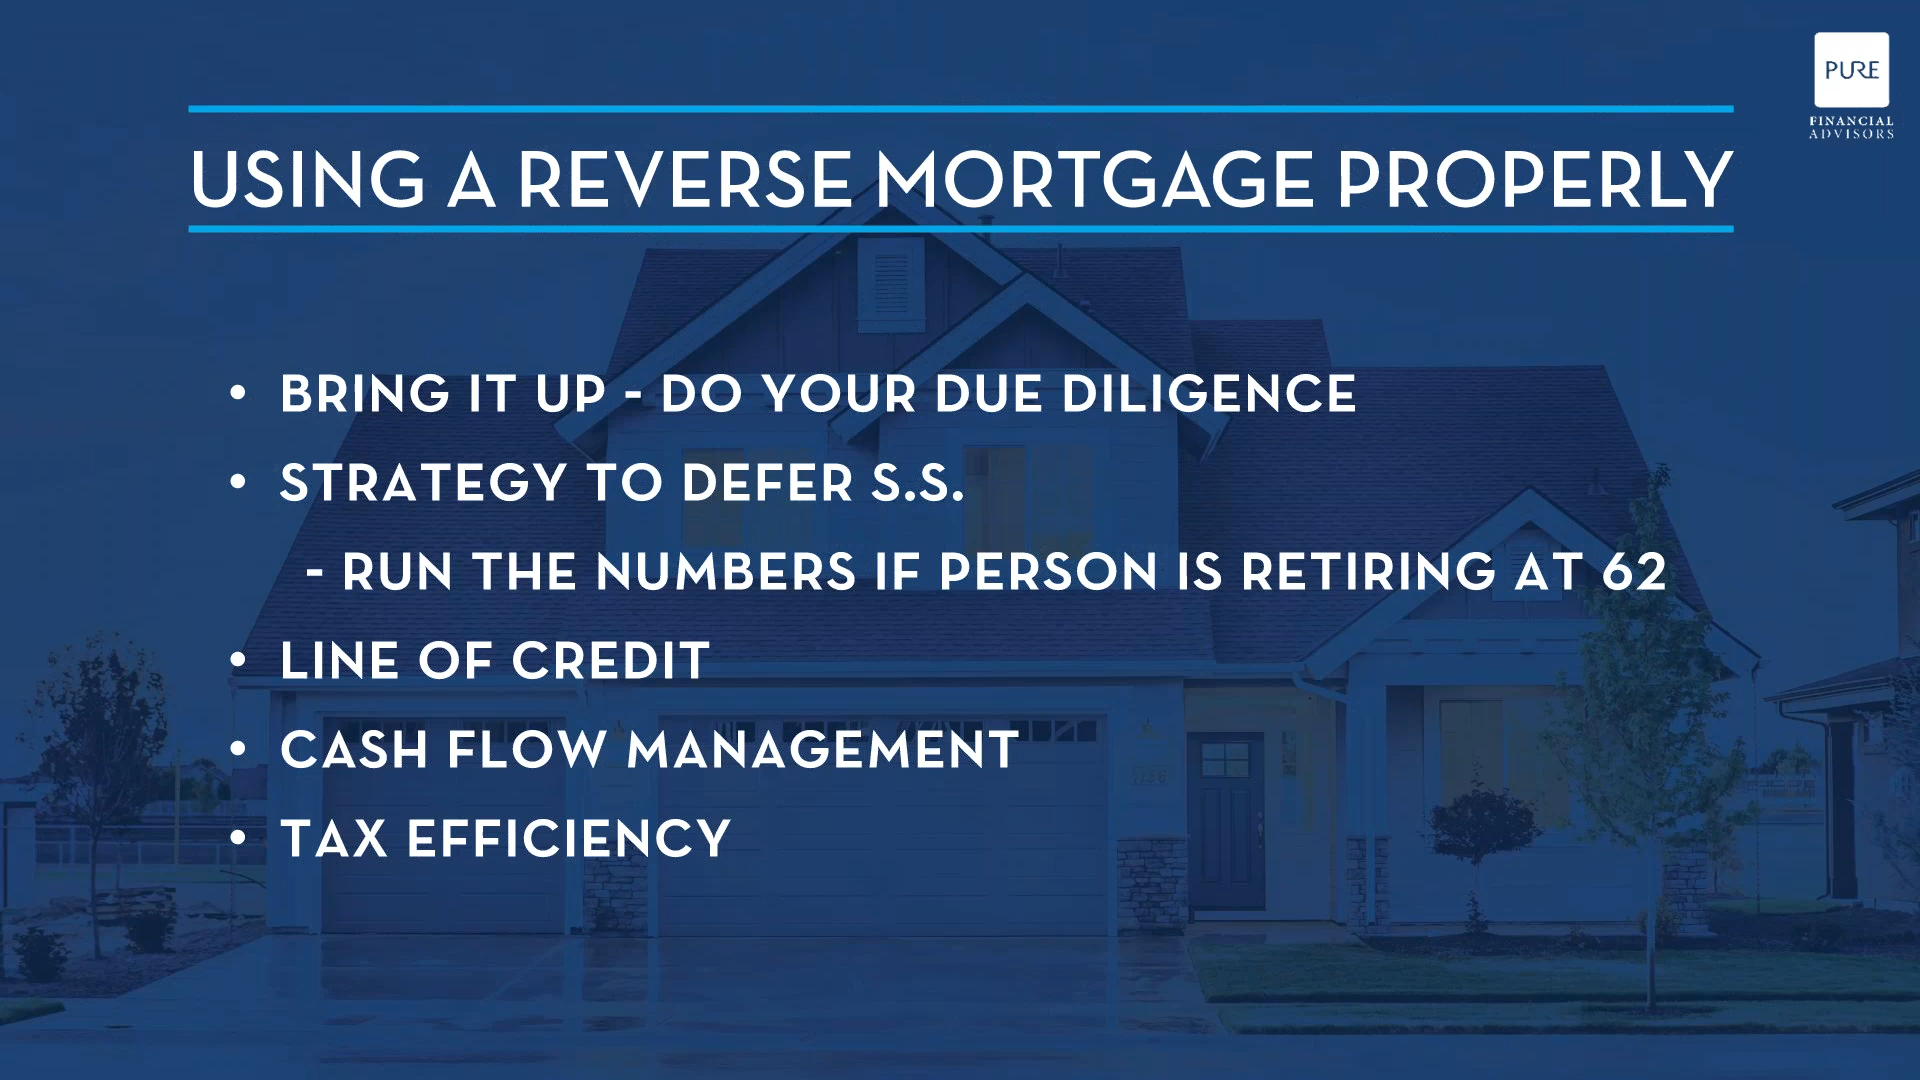 PURE
FINANCIAL
ADVISORS
USING A REVERSE MORTGAGE PROPERLY
• BRING IT UP - DO YOUR DUE DILIGENCE
• STRATEGY TO DEFER S.S.
- RUN THE NUMBERS IF PERSON IS RETIRING AT 62
• LINE OF CREDIT
• CASH FLOW MANAGEMENT
• TAX EFFICIENCY